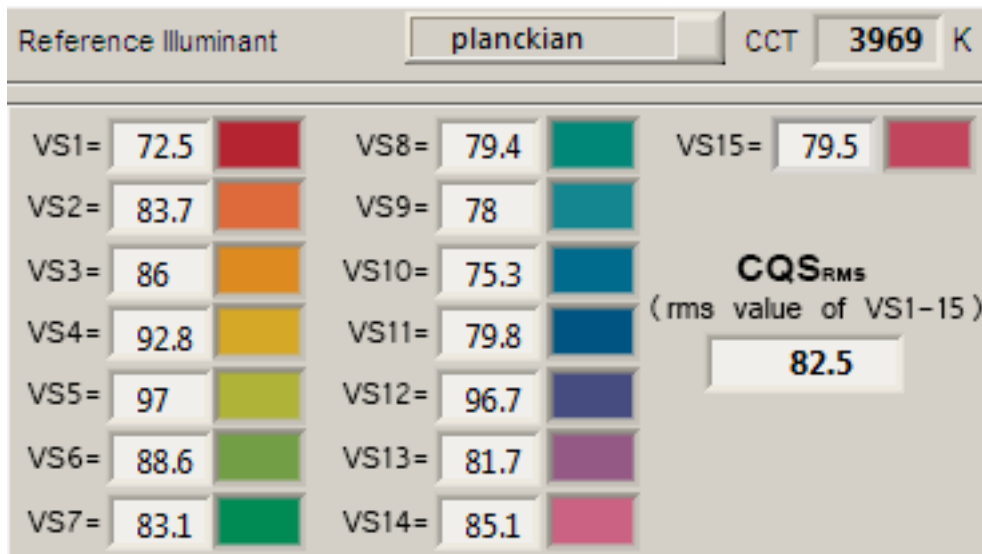 Reference Illuminant planckian CCT 3969 K
VS1= 72.5 VS8= 79.4 VS15= 79.5
VS2= 83.7 VS9= 78
VS3= 86 VS10= 75.3 CQSRMS
VS4= 92.8 VS11= 79.8 (rms value of VS1-15)
VS5= 97 VS12= 96.7 82.5
VS6= 88.6 VS13= 81.7
VS7= 83.1 VS14= 85.1